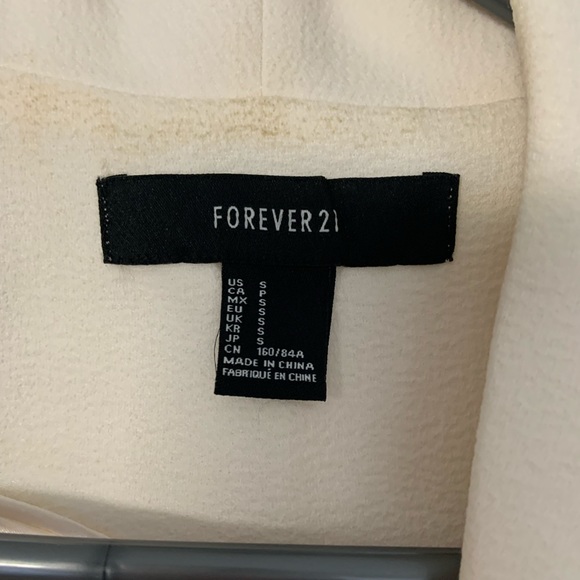 FOREVER 21
US S
CA P
MX S
EU S
UK S
KR S
JP S
CN 160/84A
MADE IN CHINA
FABRIQUÉ EN CHINE